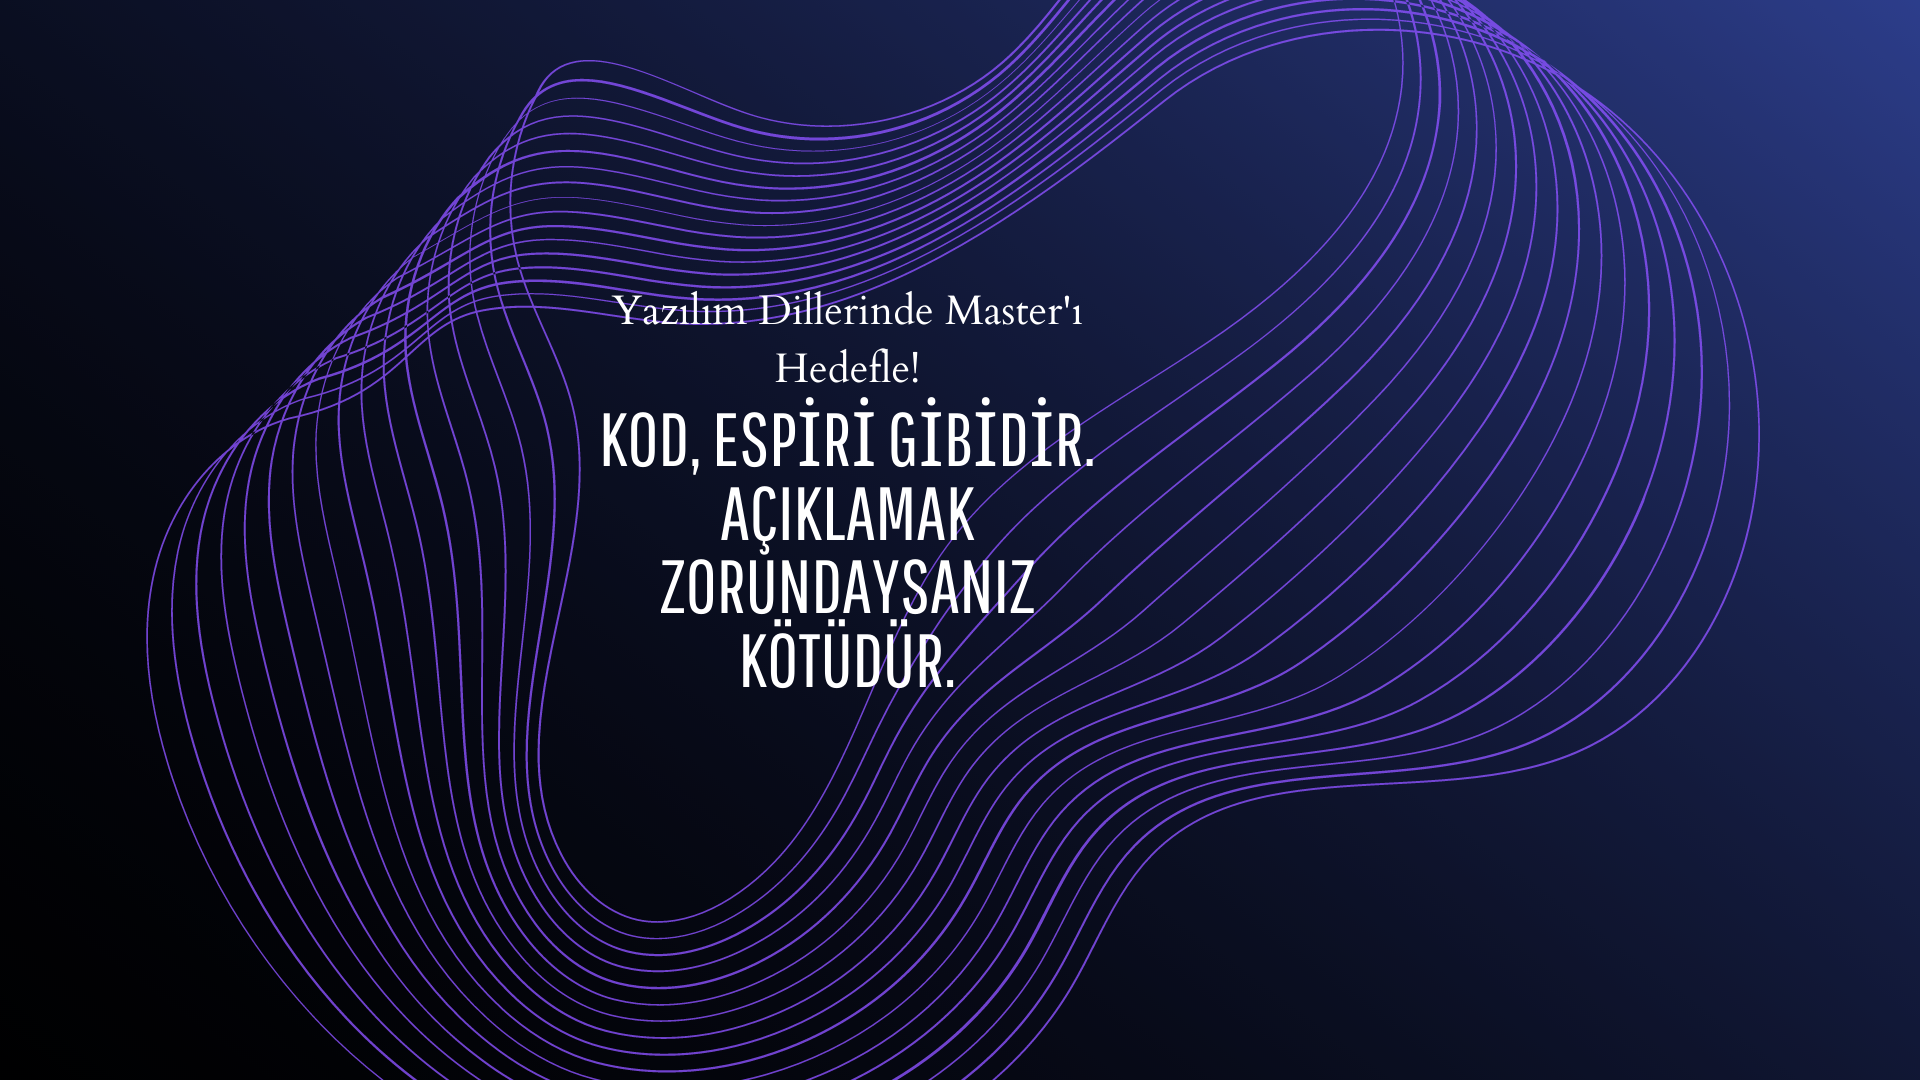 Yazılım Dillerinde Master'ı
Hedefle!
KOD, ESPİRİ GİBİDİR.
AÇIKLAMAK
ZORUNDAYSANIZ
KÖTÜDÜR.